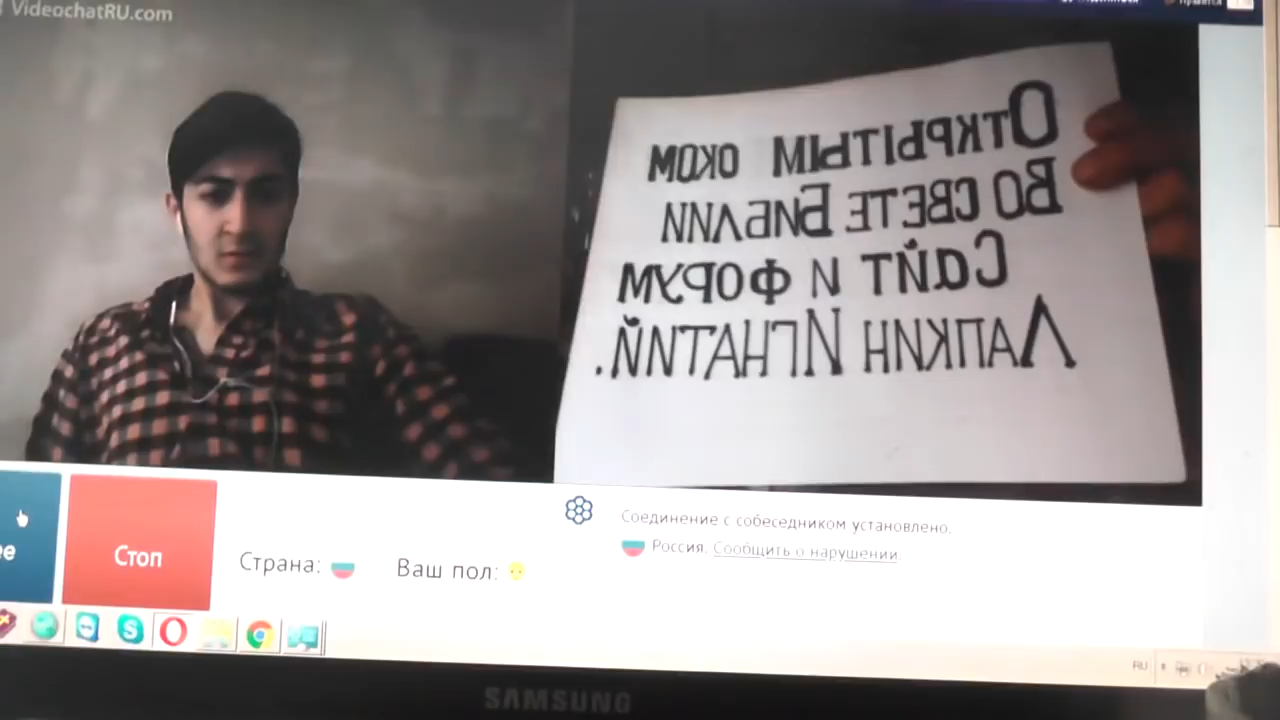 VideochatRU.com
Открытым оком
Во свете Библии
Сайт и форум
Лапкин Игнатий.
Стоп
Страна:
Ваш пол:
Соединение с собеседником установлено.
Россия. Сообщить о нарушении
RU
SAMSUNG